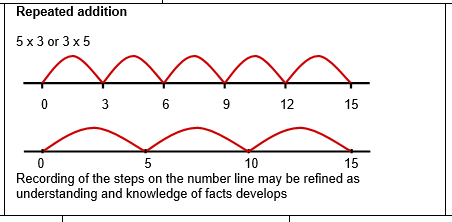 Repeated addition
5 x 3 or 3 x 5
0 3 6 9 12 15
0 5 10 15
Recording of the steps on the number line may be refined as
understanding and knowledge of facts develops